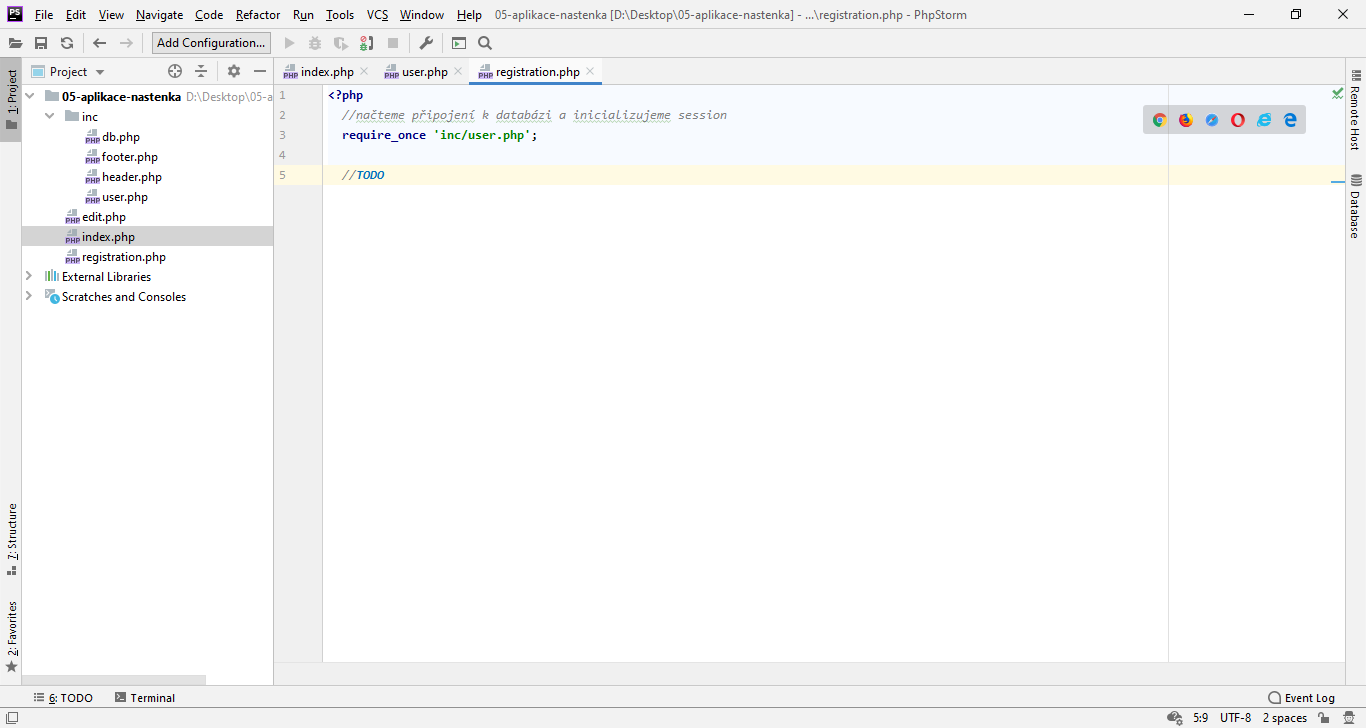 PS File Edit View Navigate Code Refactor Run Tools VCS Window Help 05-aplikace-nastenka [D:\Desktop\05-aplikace-nastenka] - ...\registration.php - PhpStorm
Add Configuration...
Project
index.php
user.php
registration.php
1: Project
05-aplikace-nastenka D:\Desktop\05-a
inc
db.php
footer.php
header.php
user.php
edit.php
index.php
registration.php
External Libraries
Scratches and Consoles
1 <?php
2 //načteme připojení k databázi a inicializujeme session
3 require_once 'inc/user.php';
4
5 //TODO
Remote Host
Database
7: Structure
2: Favorites
6: TODO Terminal Event Log
5:9 UTF-8 2 spaces